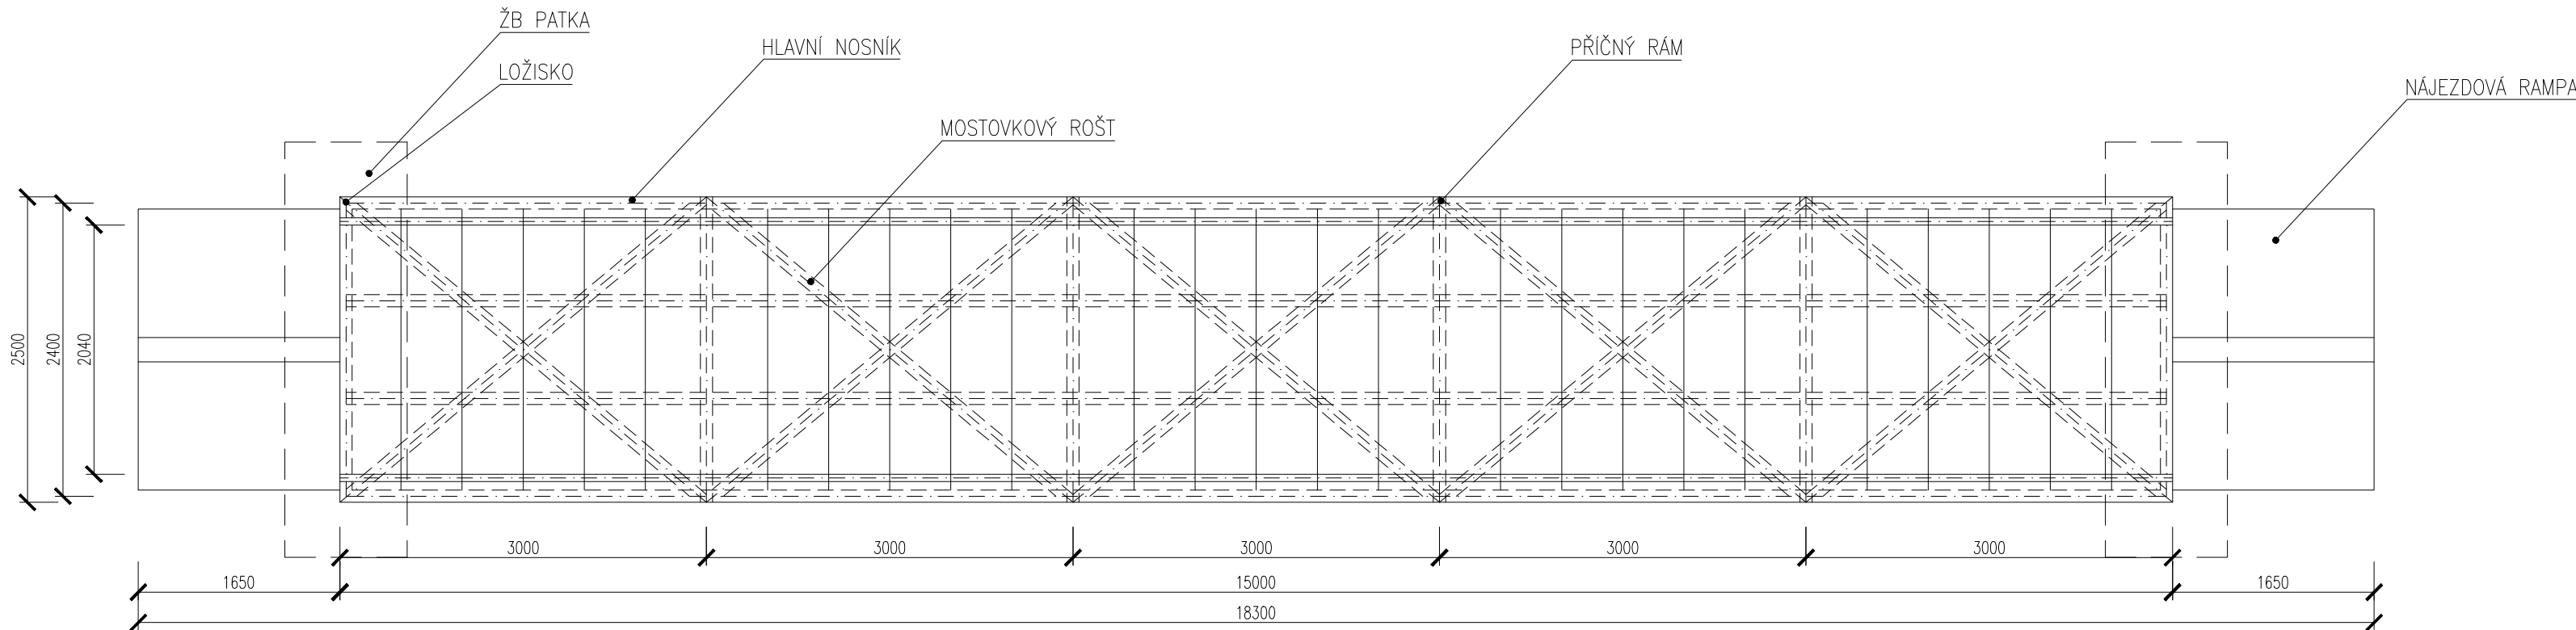 ŽB PATKA
HLAVNÍ NOSNÍK
PŘÍČNÝ RÁM
LOŽISKO
NÁJEZDOVÁ RAMPA
MOSTOVKOVÝ ROŠT
2500
2400
2040
3000
3000
3000
3000
3000
1650
15000
1650
18300